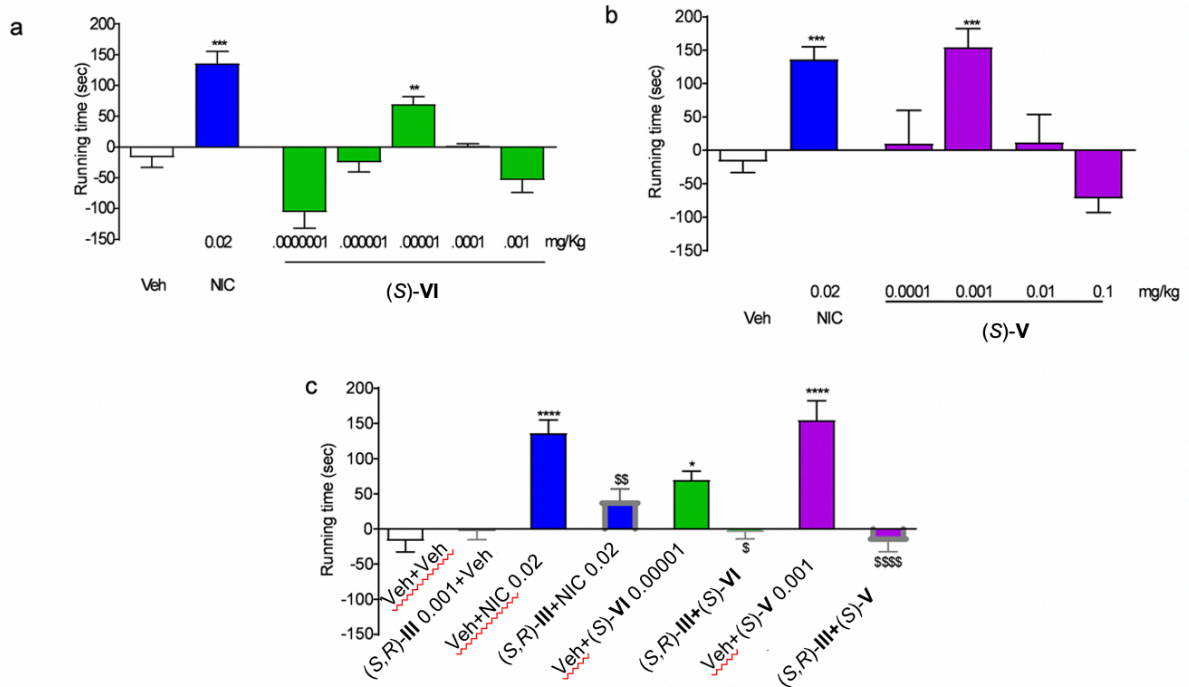 a
Running time (sec)
200
150
100
50
0
-50
-100
-150
***
**
0.02 .0000001 .000001 .00001 .0001 .001 mg/Kg
Veh NIC (S)-VI
b
Running time (sec)
200
150
100
50
0
-50
-100
-150
***
***
0.02 0.0001 0.001 0.01 0.1 mg/kg
Veh NIC (S)-V
c
Running time (sec)
200
150
100
50
0
-50
-100
-150
****
$$
*
$
****
$$$$
Veh+Veh
(S,R)-III 0.001+Veh
Veh+NIC 0.02
(S,R)-III+NIC 0.02
Veh+(S)-VI 0.00001
(S,R)-III+(S)-VI
Veh+(S)-V 0.001
(S,R)-III+(S)-V